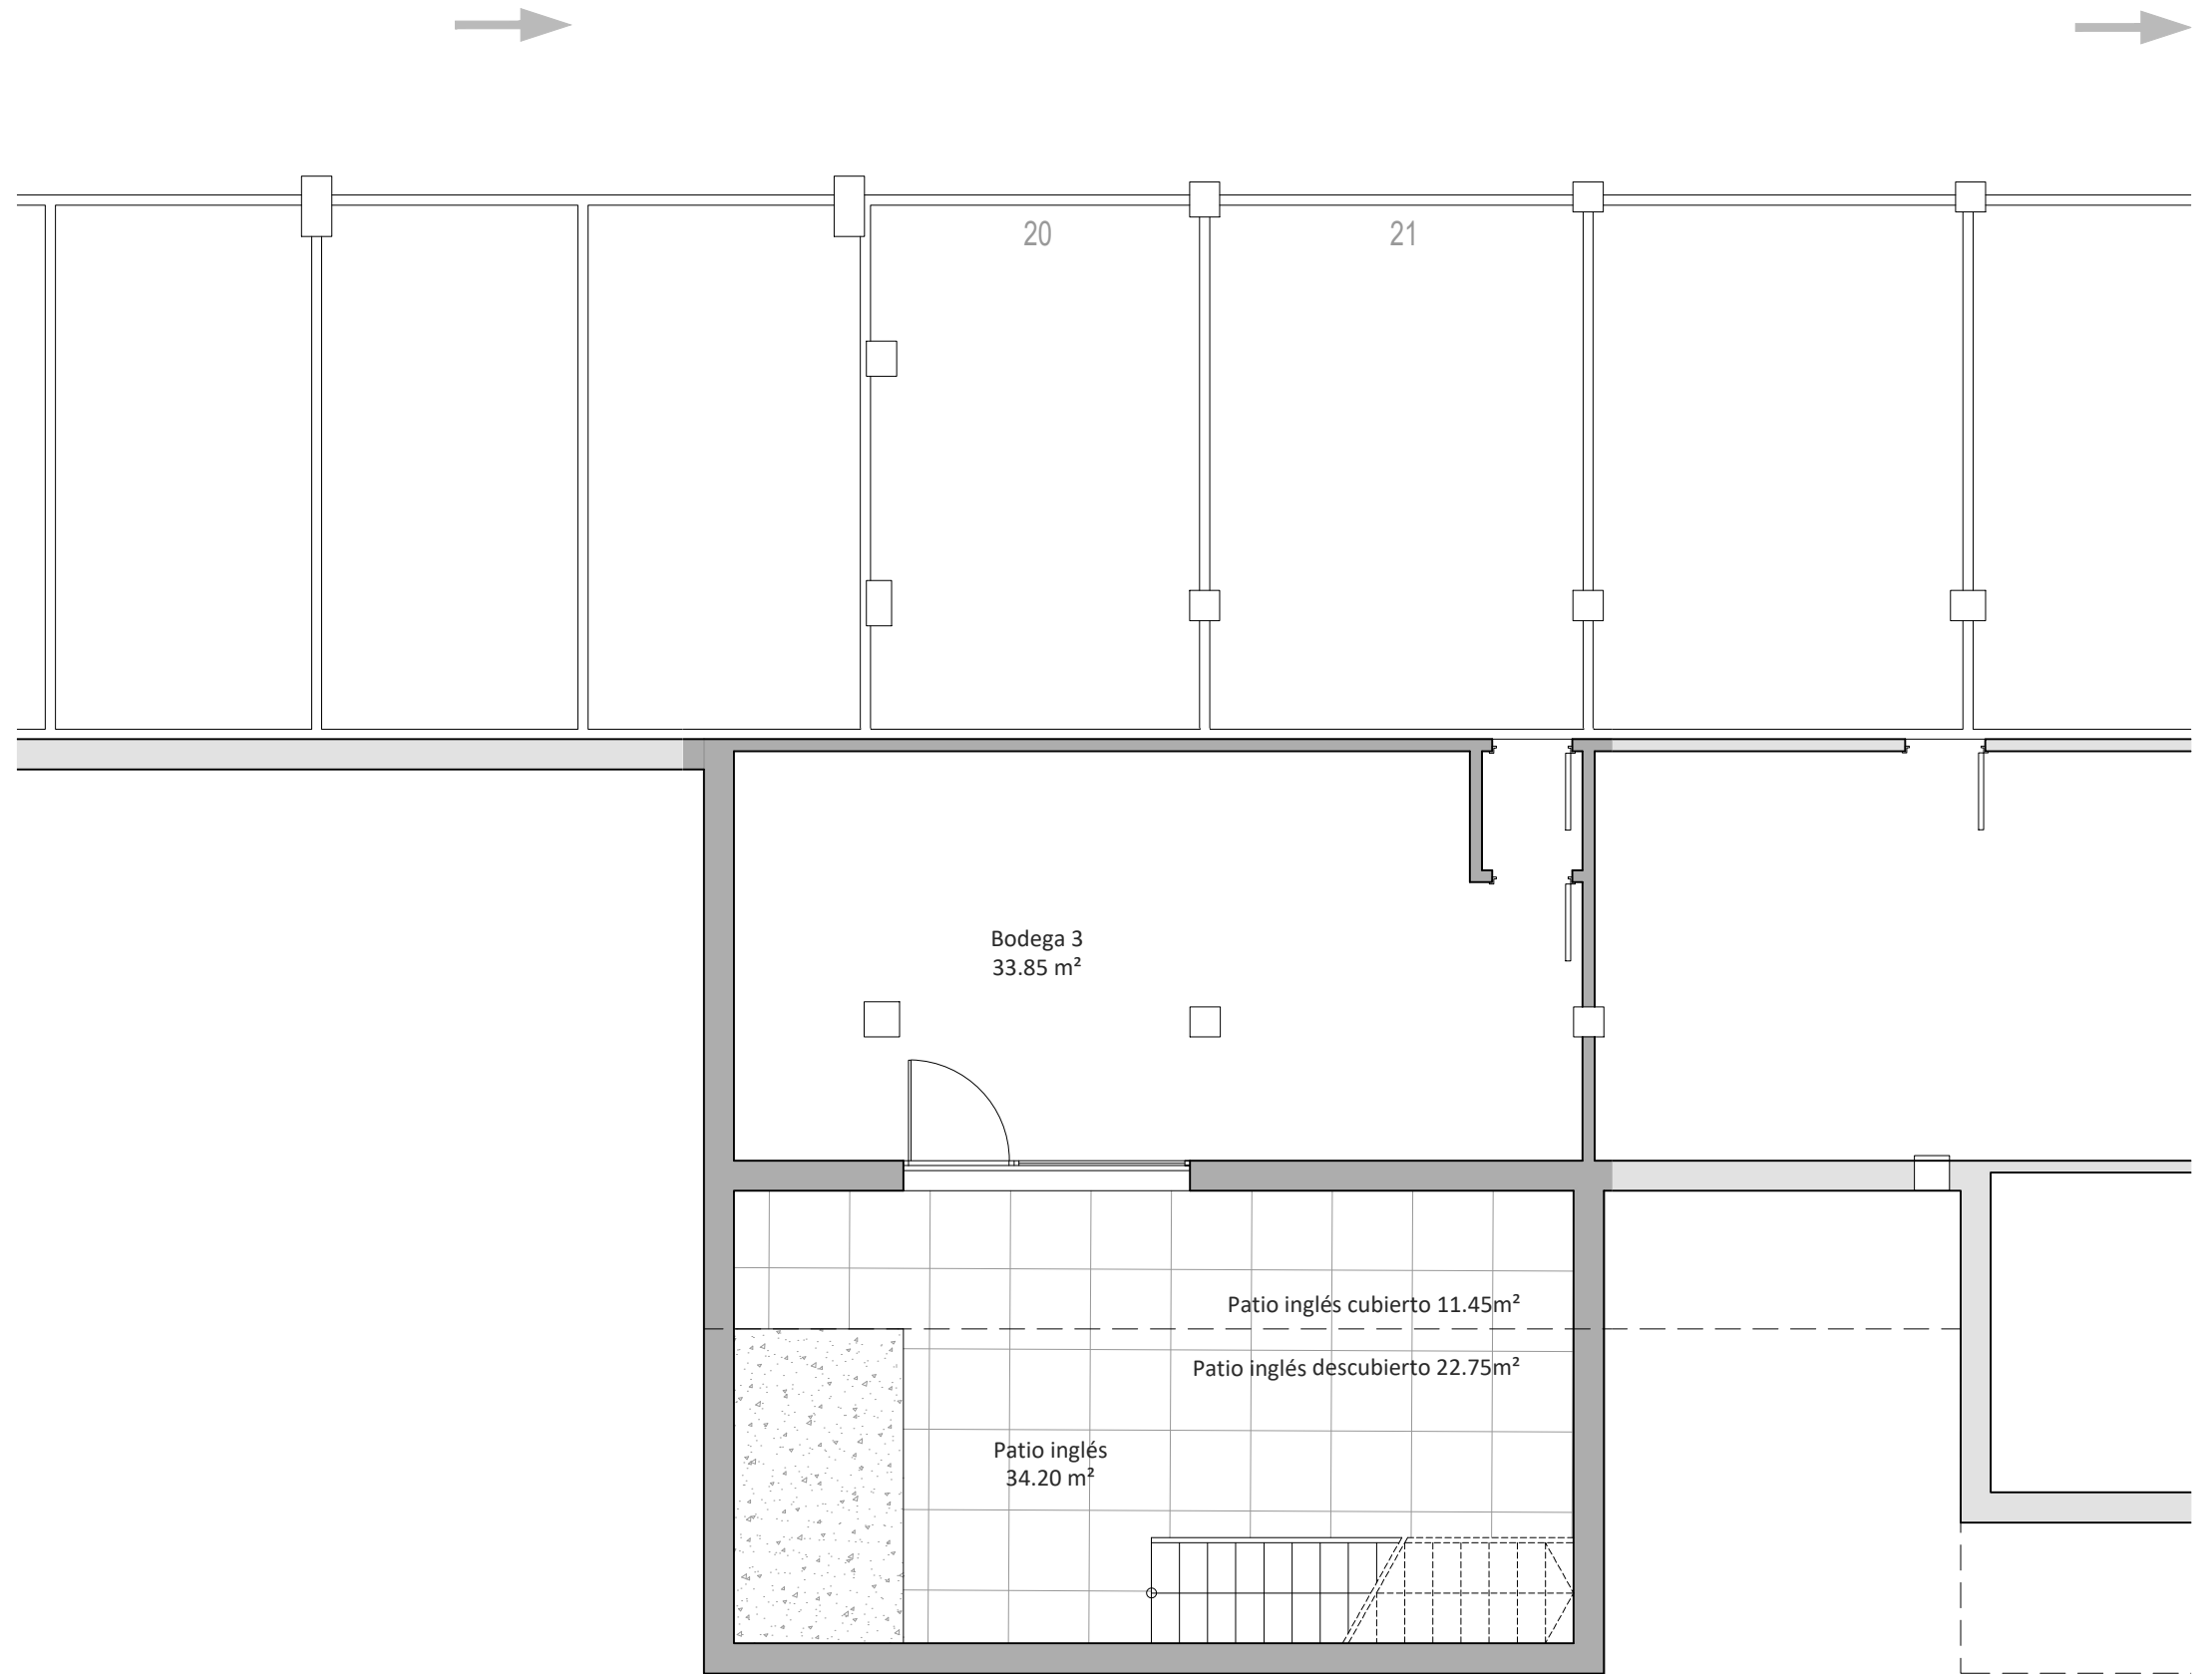 20
21
Bodega 3
33.85 m²
Patio inglés cubierto 11.45m²
Patio inglés descubierto 22.75m²
Patio inglés
34.20 m²